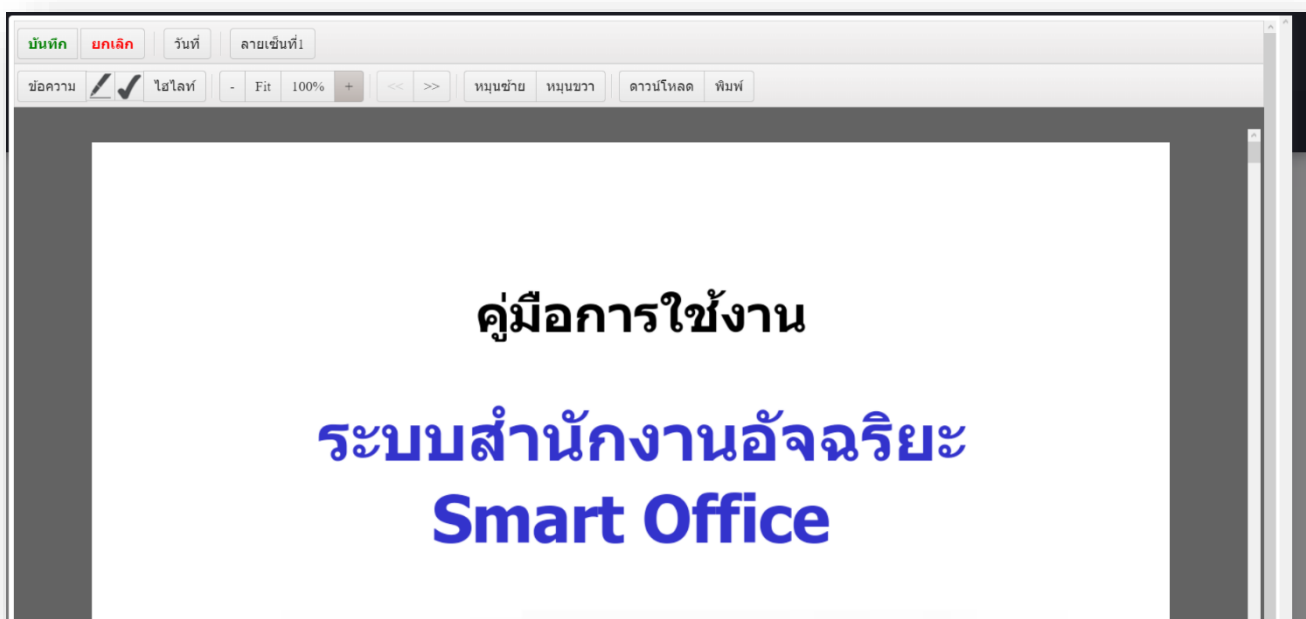 บันทึก ยกเลิก วันที่ ลายเซ็นที่1
ข้อความ ไฮไลท์ - Fit 100% + << >> หมุนซ้าย หมุนขวา ดาวน์โหลด พิมพ์
คู่มือการใช้งาน
ระบบสำนักงานอัจฉริยะ
Smart Office